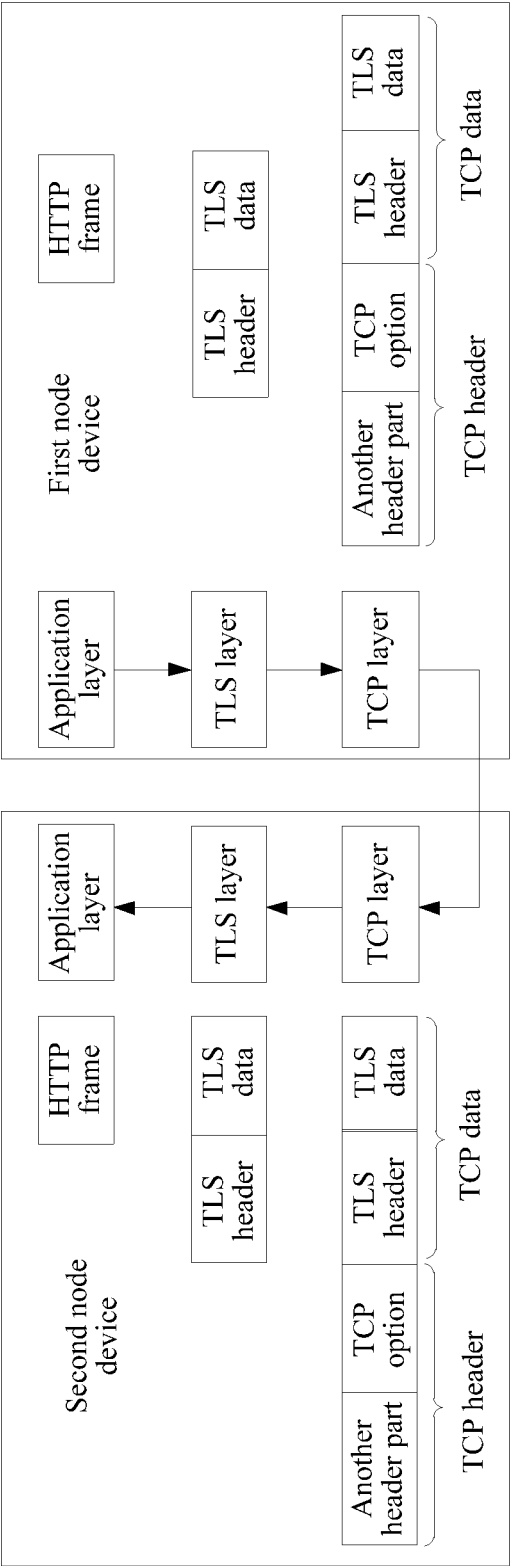 Second node
device
HTTP
frame
Application
layer
TLS
header
TLS
data
TLS layer
Another
header part
TCP
option
TLS
header
TLS
data
TCP layer
TCP header
TCP data
Application
layer
First node
device
HTTP
frame
TLS layer
TLS
header
TLS
data
TCP layer
Another
header part
TCP
option
TLS
header
TLS
data
TCP header
TCP data